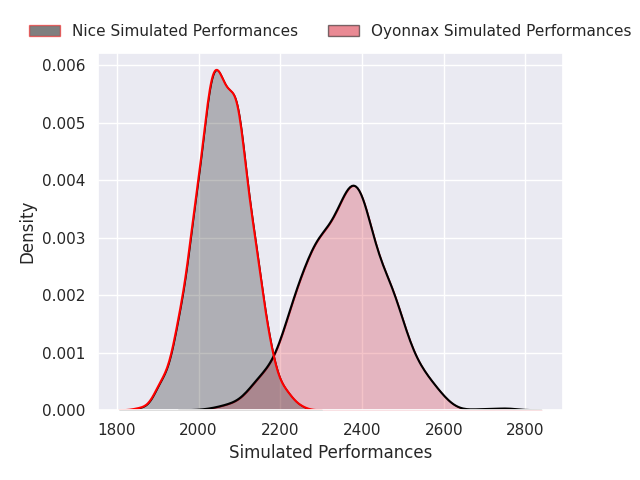 Nice Simulated Performances Oyonnax Simulated Performances
0.006
0.005
0.004
0.003
0.002
0.001
0.000
Density
1800 2000 2200 2400 2600 2800
Simulated Performances